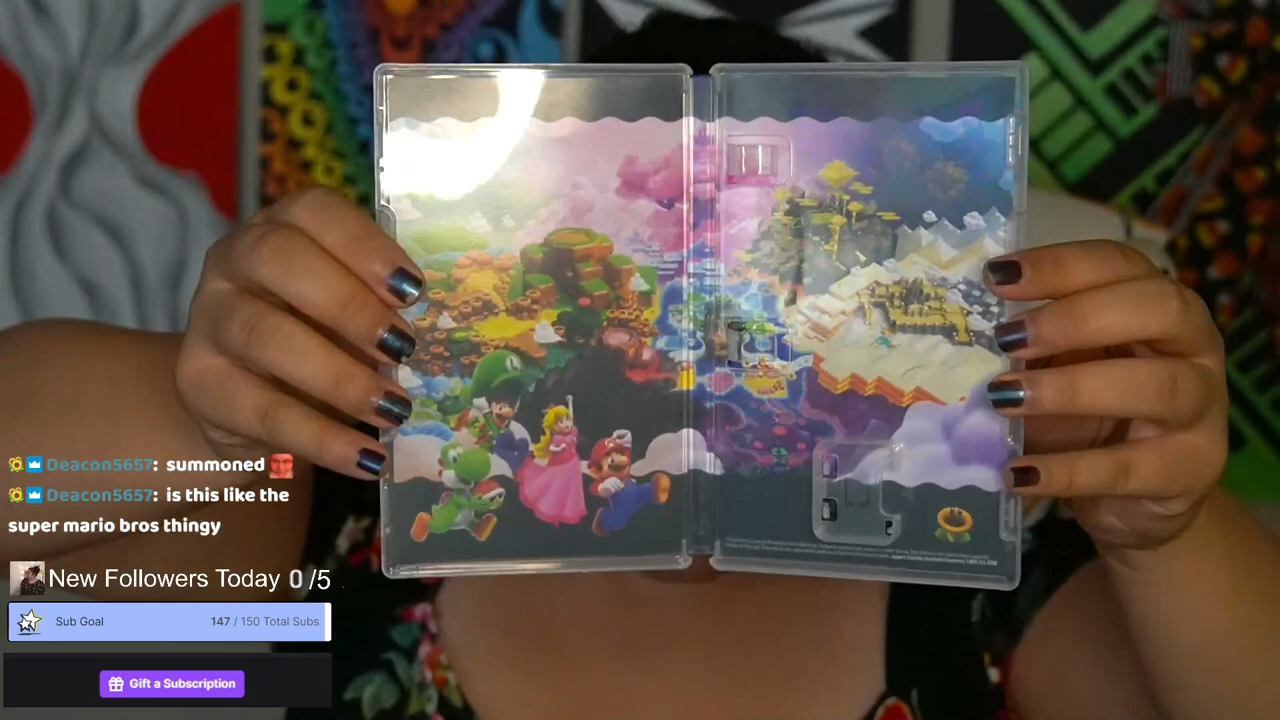 Deacon5657: summoned
Deacon5657: is this like the
super mario bros thingy
New Followers Today 0/5
Sub Goal 147 / 150 Total Subs
Gift a Subscription